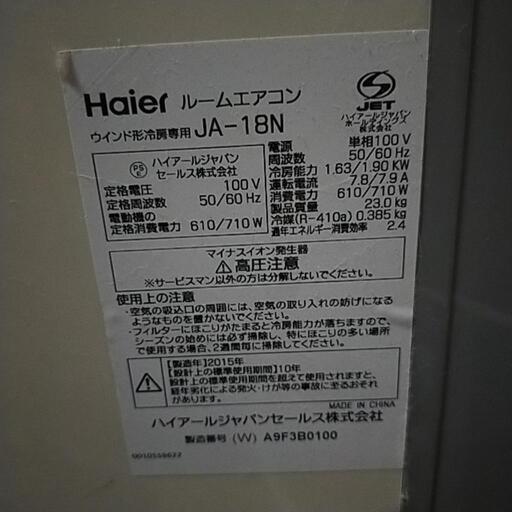 Haier ルームエアコン
ウインド形冷房専用 JA-18N
JET
ハイアールジャパン
ホールディングス
株式会社
PS
E
ハイアールジャパン
セールス株式会社
定格電圧 100V
定格周波数 50/60Hz
電動機の
定格消費電力 610/710W
電源 単相100V
周波数 50/60Hz
冷房能力 1.63/1.90KW
運転電流 7.8/7.9A
消費電力 610/710W
製品質量 23.0kg
冷媒(R-410a) 0.385kg
通年エネルギー消費効率 2.4
マイナスイオン発生器
高圧注意
※サービスマン以外の方は分解しないでください。
使用上の注意
・空気の吸込口の周囲には、空気の取り入れの妨げになる
ようなものを置かないでください。
・フィルターにほこりがたまると冷房能力が落ちますので、
シーズンの始めには必ず掃除し、特にほこりの多い場所
で使用する場合、2週間毎に掃除してください。
【製造年】2015年
【設計上の標準使用期間】10年
設計上の標準使用期間を超えて使用されますと、
経年劣化による発火・けが等の事故に至るおそれ
があります。
MADE IN CHINA
ハイアールジャパンセールス株式会社
製造番号 (W) A9F3B0100
0010558622